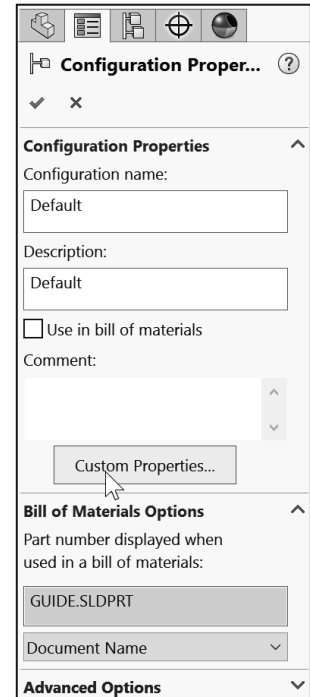 Configuration Proper...
?
Configuration Properties
Configuration name:
Default
Description:
Default
Use in bill of materials
Comment:
Custom Properties...
Bill of Materials Options
Part number displayed when
used in a bill of materials:
GUIDE.SLDPRT
Document Name
Advanced Options